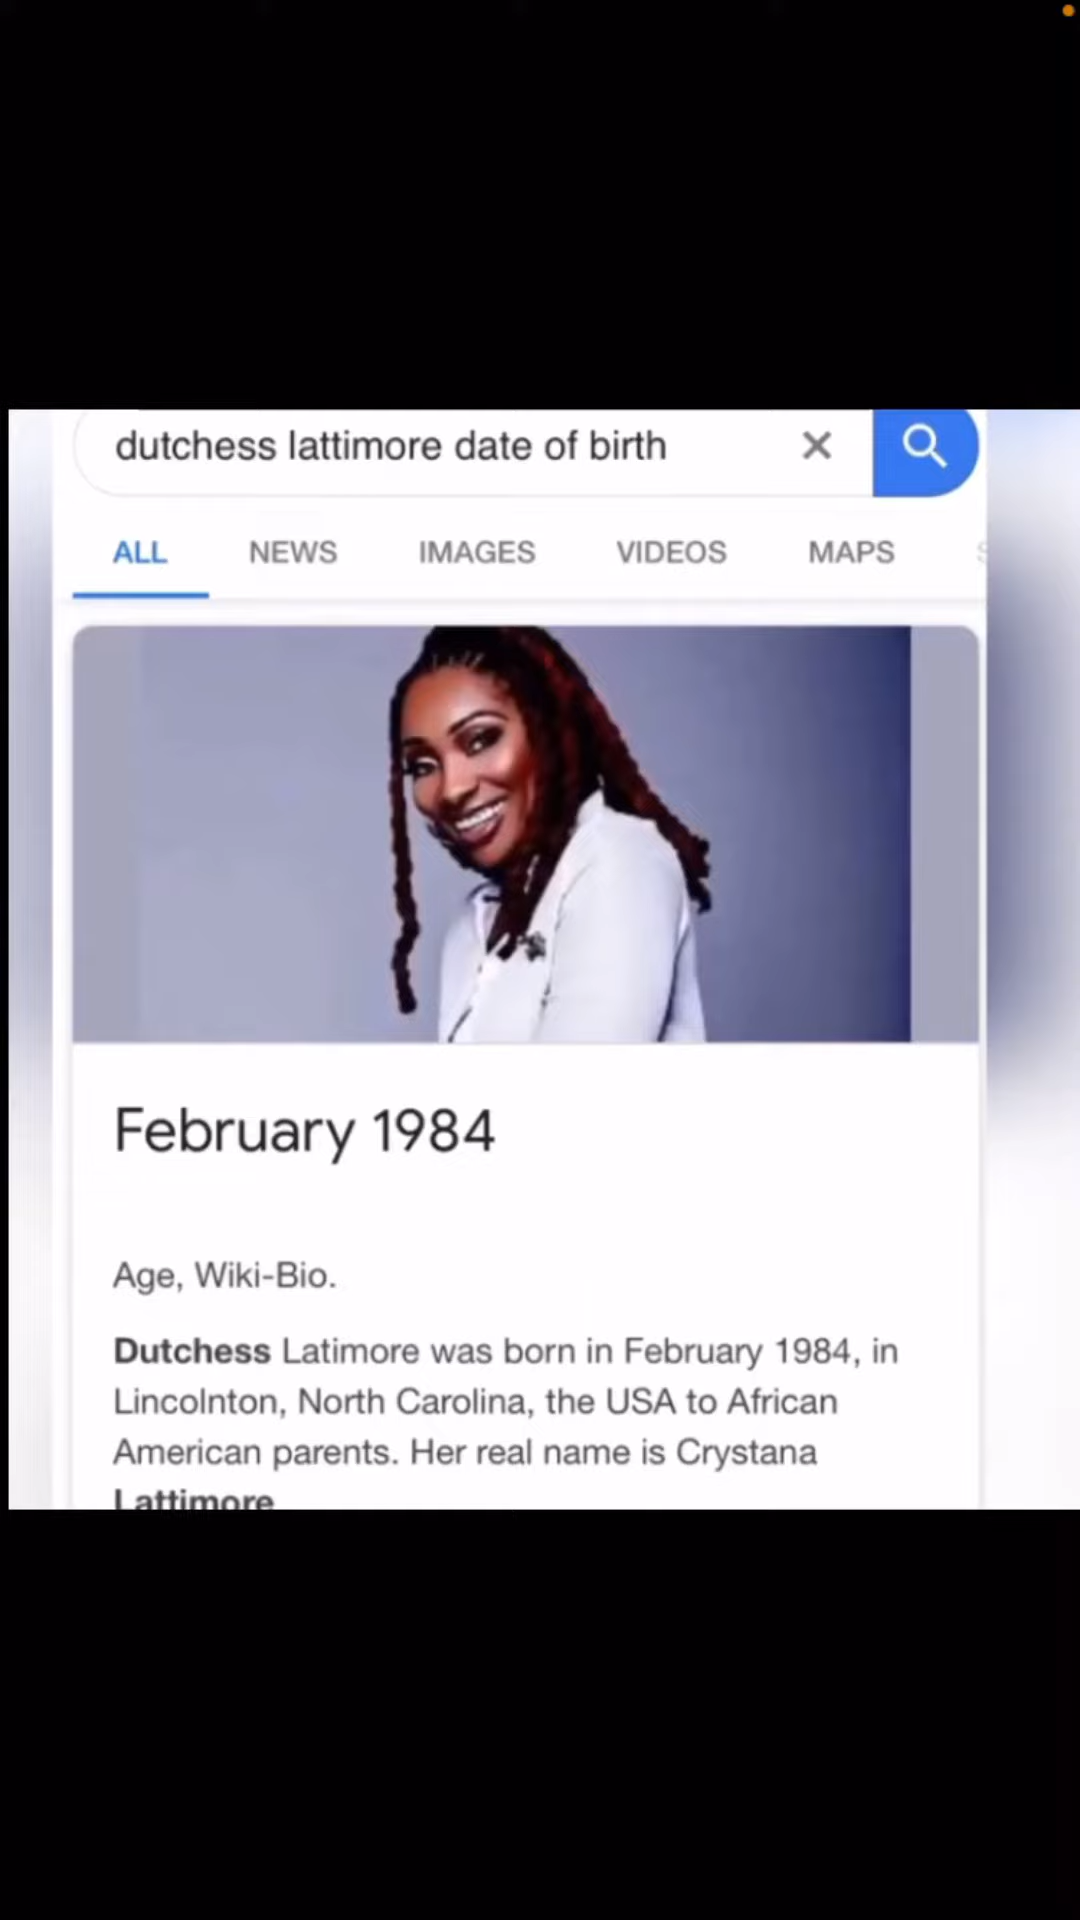 dutchess lattimore date of birth
ALL NEWS IMAGES VIDEOS MAPS
February 1984
Age, Wiki-Bio.
Dutchess Latimore was born in February 1984, in
Lincolnton, North Carolina, the USA to African
American parents. Her real name is Crystana
Lattimore